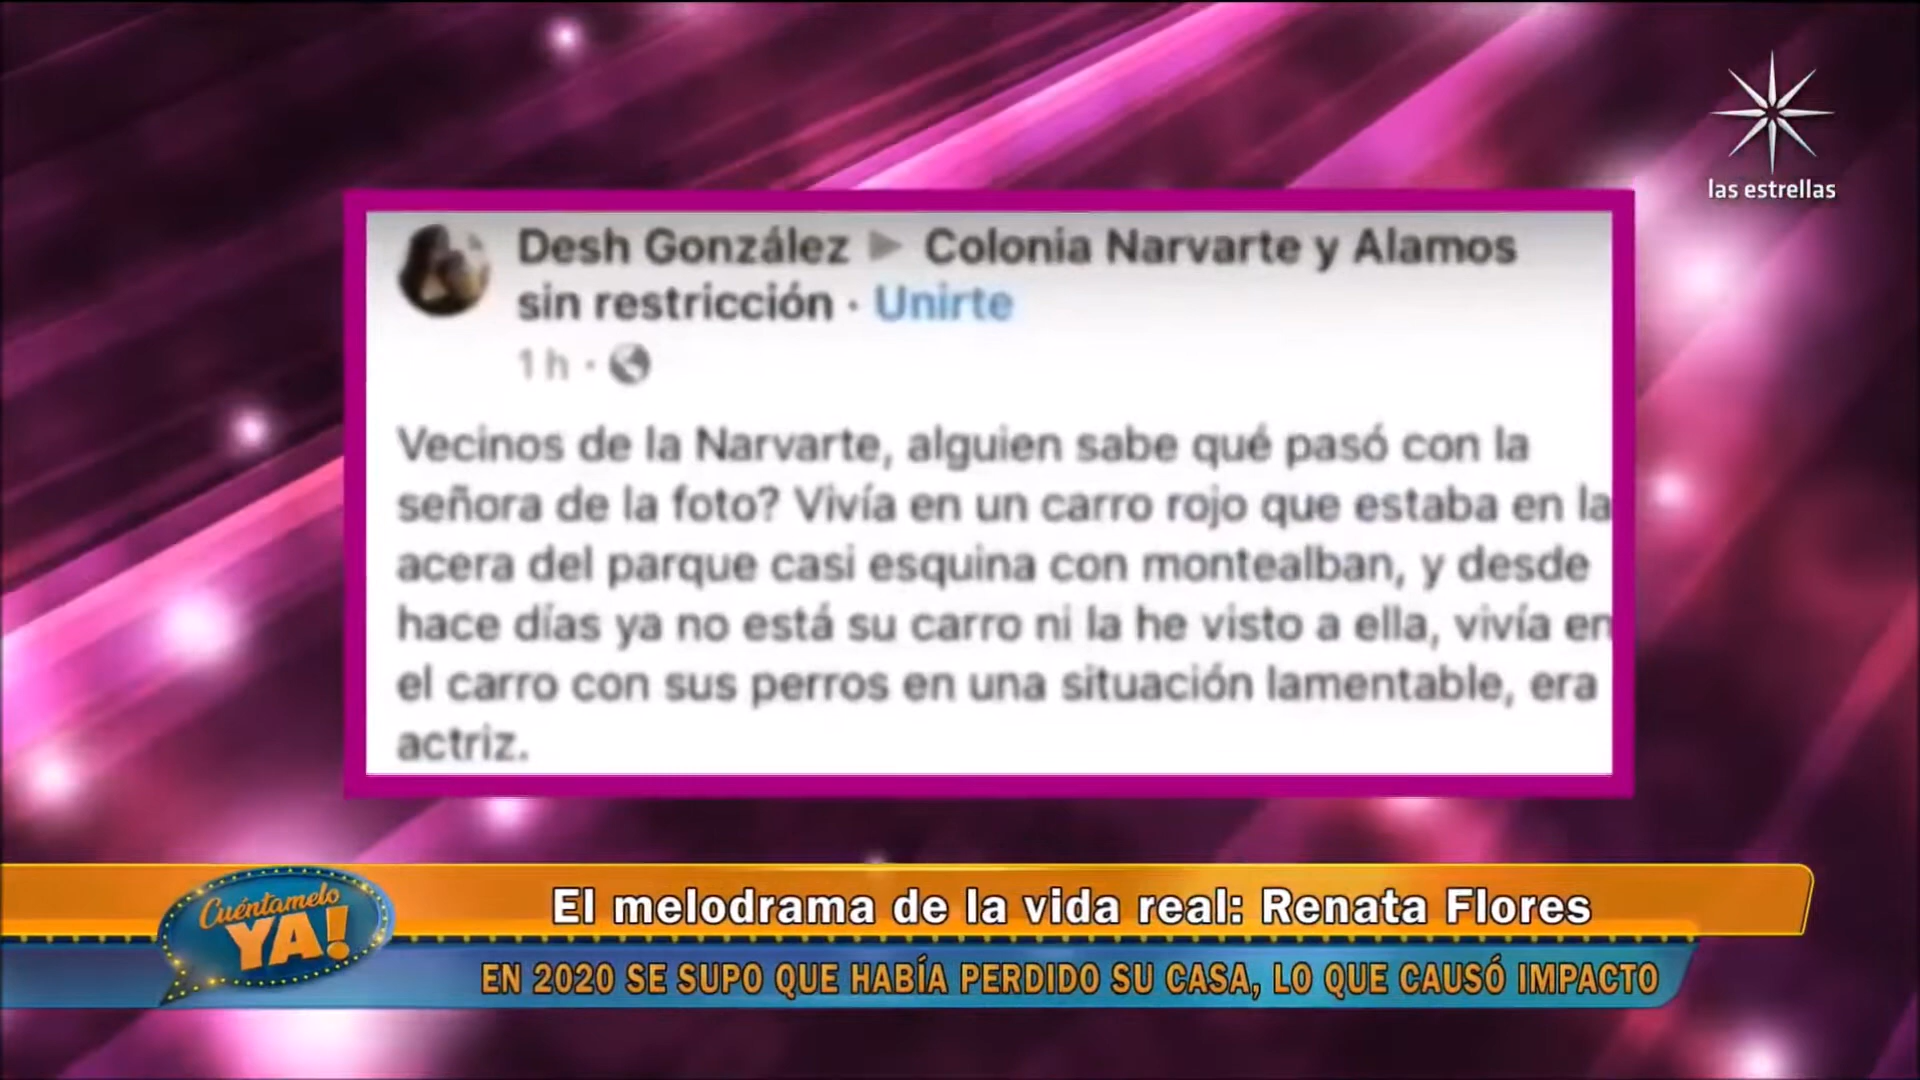 las estrellas
Desh González ▶ Colonia Narvarte y Alamos
sin restricción · Unirte
1 h ·
Vecinos de la Narvarte, alguien sabe qué pasó con la
señora de la foto? Vivía en un carro rojo que estaba en la
acera del parque casi esquina con montealban, y desde
hace días ya no está su carro ni la he visto a ella, vivía en
el carro con sus perros en una situación lamentable, era
actriz.
Cuéntamelo
YA!
El melodrama de la vida real: Renata Flores
EN 2020 SE SUPO QUE HABÍA PERDIDO SU CASA, LO QUE CAUSÓ IMPACTO